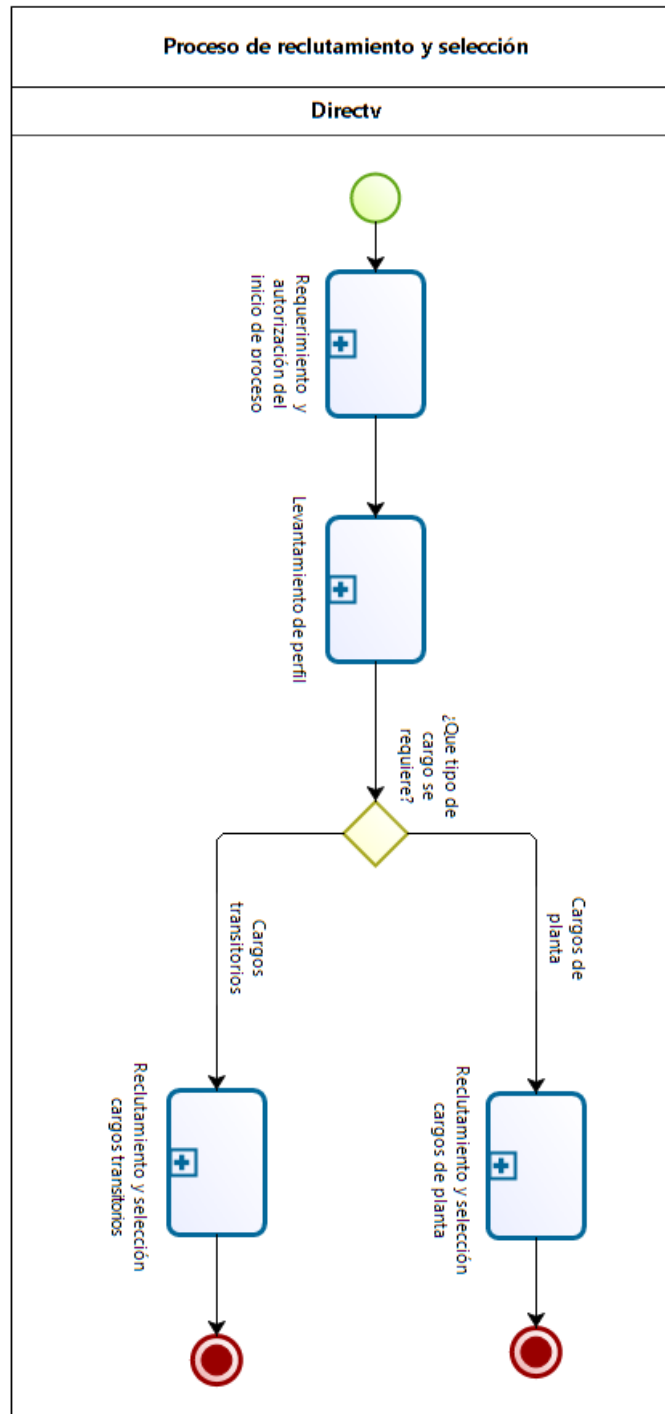 Proceso de reclutamiento y selección
Directv
Requerimiento y
autorización del
inicio de proceso
Levantamiento de perfil
¿Que tipo de
cargo se
requiere?
Cargos de
planta
Cargos
transitorios
Reclutamiento y selección
cargos de planta
Reclutamiento y selección
cargos transitorios